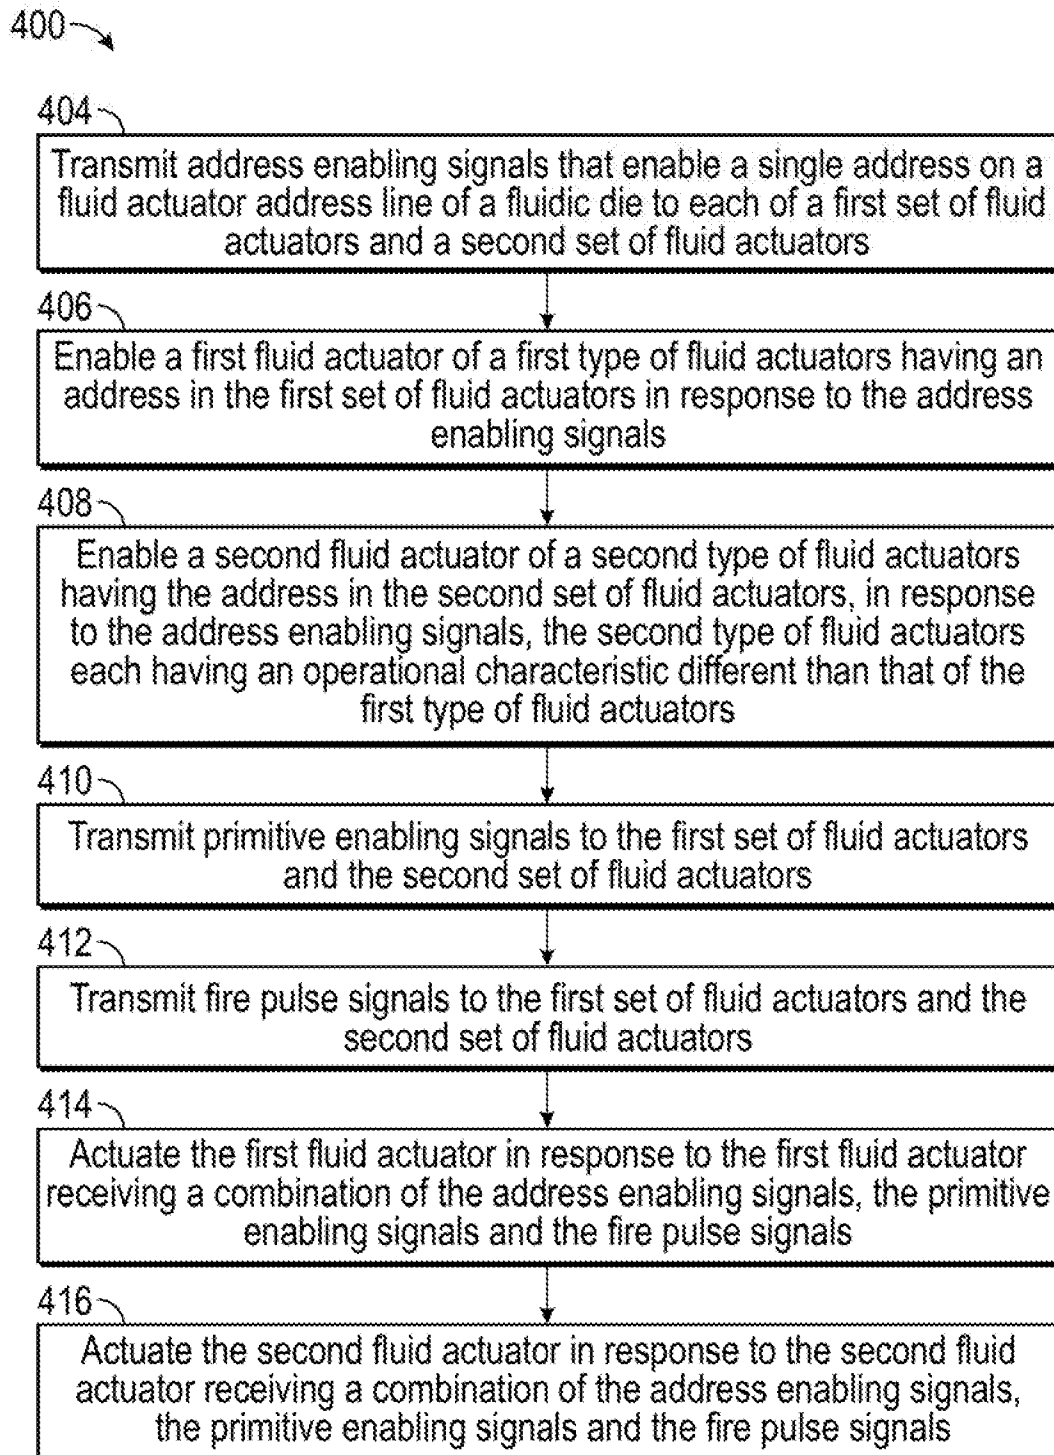 400
404
Transmit address enabling signals that enable a single address on a
fluid actuator address line of a fluidic die to each of a first set of fluid
actuators and a second set of fluid actuators
406
Enable a first fluid actuator of a first type of fluid actuators having an
address in the first set of fluid actuators in response to the address
enabling signals
408
Enable a second fluid actuator of a second type of fluid actuators
having the address in the second set of fluid actuators, in response
to the address enabling signals, the second type of fluid actuators
each having an operational characteristic different than that of the
first type of fluid actuators
410
Transmit primitive enabling signals to the first set of fluid actuators
and the second set of fluid actuators
412
Transmit fire pulse signals to the first set of fluid actuators and the
second set of fluid actuators
414
Actuate the first fluid actuator in response to the first fluid actuator
receiving a combination of the address enabling signals, the primitive
enabling signals and the fire pulse signals
416
Actuate the second fluid actuator in response to the second fluid
actuator receiving a combination of the address enabling signals,
the primitive enabling signals and the fire pulse signals